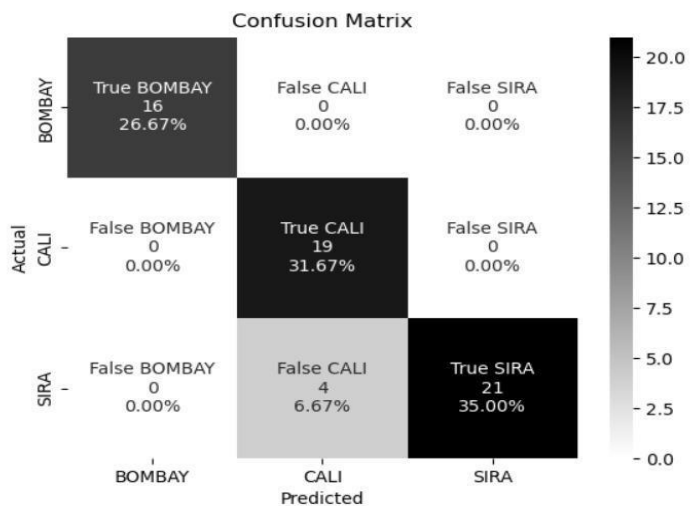 Confusion Matrix
True BOMBAY
16
26.67%
False CALI
0
0.00%
False SIRA
0
0.00%
False BOMBAY
0
0.00%
True CALI
19
31.67%
False SIRA
0
0.00%
False BOMBAY
0
0.00%
False CALI
4
6.67%
True SIRA
21
35.00%
BOMBAY
CALI
SIRA
Actual
BOMBAY
CALI
SIRA
Predicted
20.0
17.5
15.0
12.5
10.0
7.5
5.0
2.5
0.0